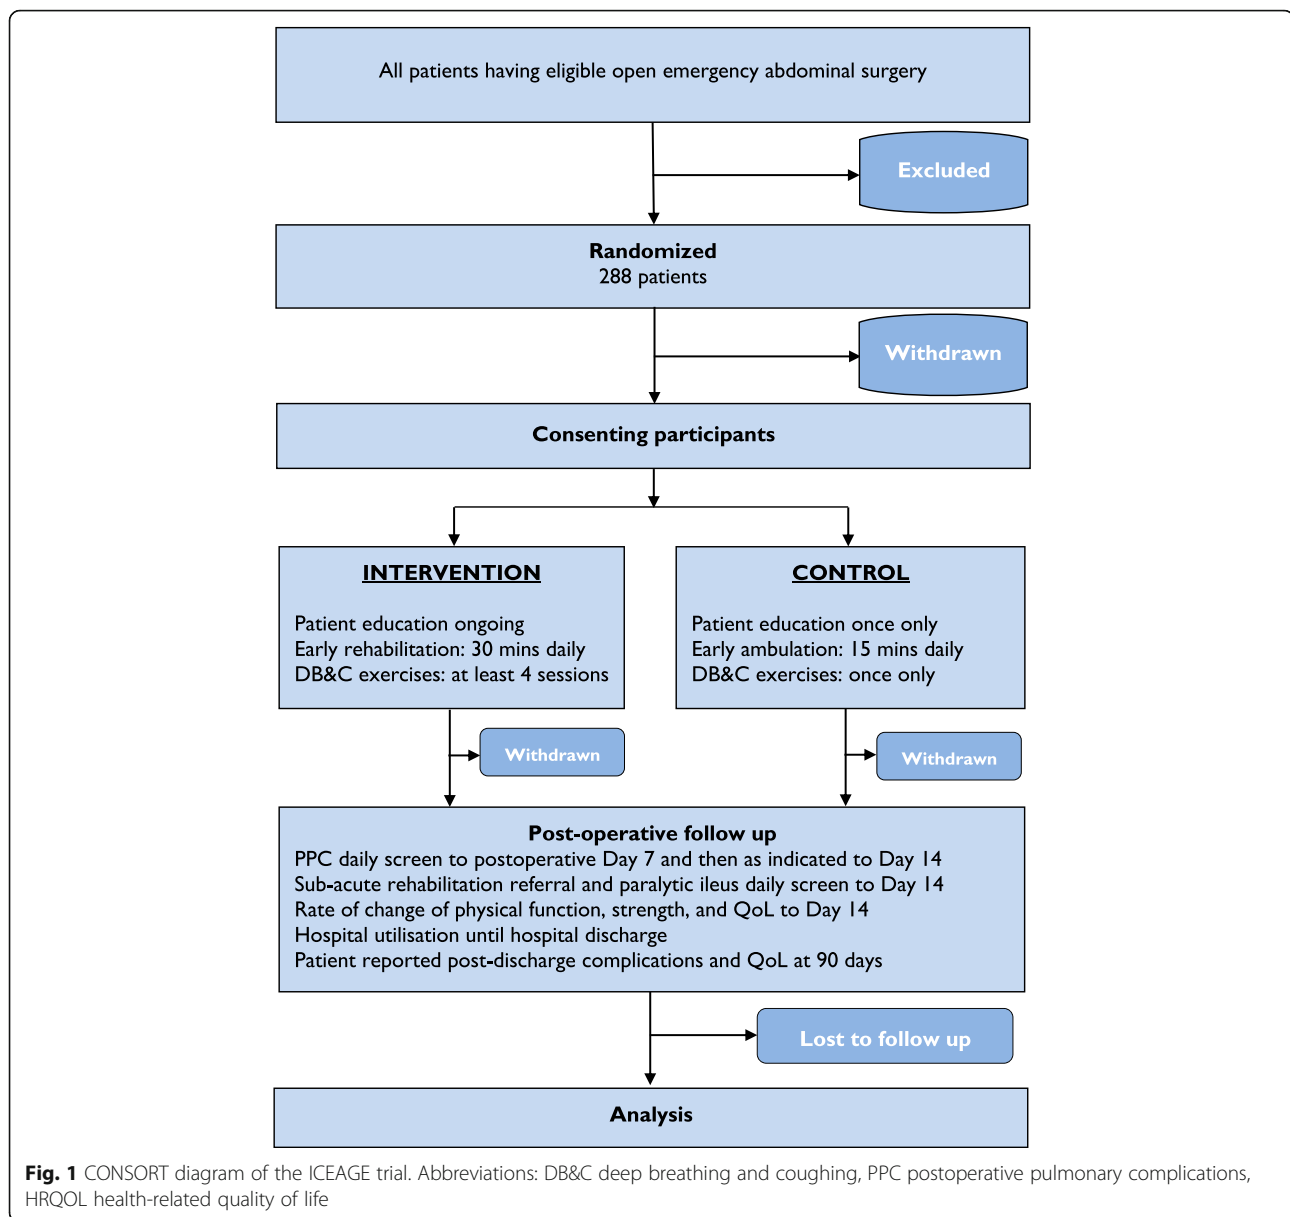 All patients having eligible open emergency abdominal surgery
Excluded
Randomized
288 patients
Withdrawn
Consenting participants
INTERVENTION
Patient education ongoing
Early rehabilitation: 30 mins daily
DB&C exercises: at least 4 sessions
CONTROL
Patient education once only
Early ambulation: 15 mins daily
DB&C exercises: once only
Withdrawn
Withdrawn
Post-operative follow up
PPC daily screen to postoperative Day 7 and then as indicated to Day 14
Sub-acute rehabilitation referral and paralytic ileus daily screen to Day 14
Rate of change of physical function, strength, and QoL to Day 14
Hospital utilisation until hospital discharge
Patient reported post-discharge complications and QoL at 90 days
Lost to follow up
Analysis
Fig. 1 CONSORT diagram of the ICEAGE trial. Abbreviations: DB&C deep breathing and coughing, PPC postoperative pulmonary complications,
HRQOL health-related quality of life